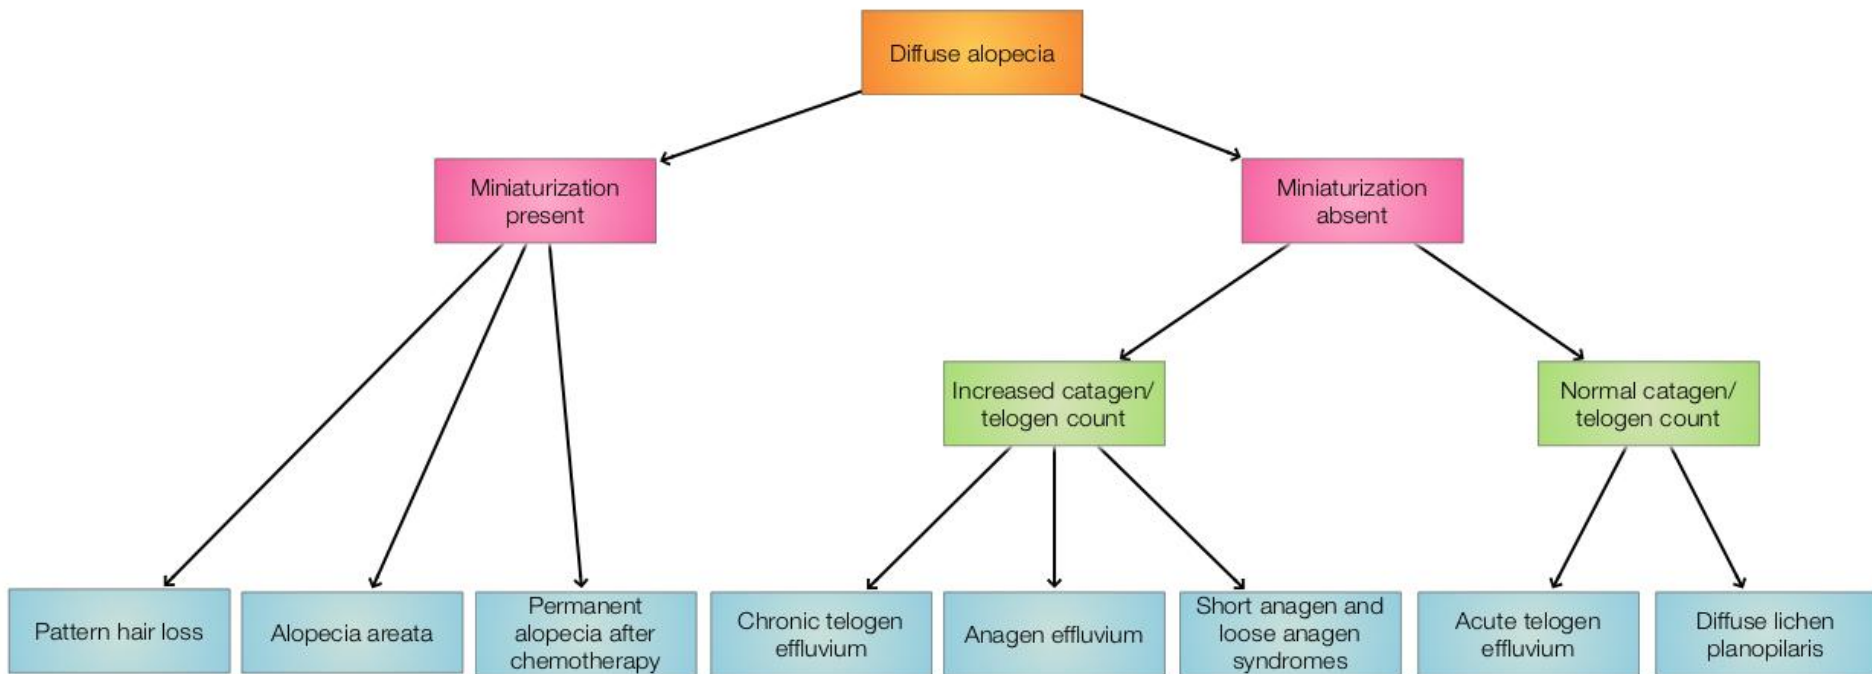 Diffuse alopecia
Miniaturization
present
Miniaturization
absent
Increased catagen/
telogen count
Normal catagen/
telogen count
Pattern hair loss
Alopecia areata
Permanent
alopecia after
chemotherapy
Chronic telogen
effluvium
Anagen effluvium
Short anagen and
loose anagen
syndromes
Acute telogen
effluvium
Diffuse lichen
planopilaris